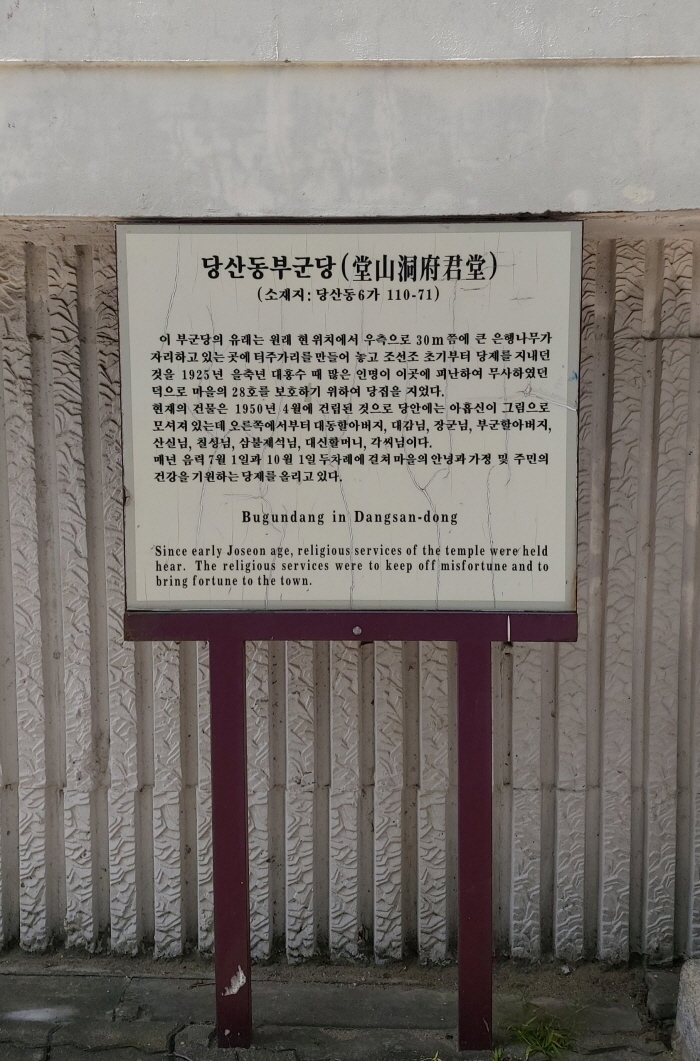 당산동부군당(堂山洞府君堂)
(소재지: 당산동6가 110-71)
이 부군당의 유래는 원래 현 위치에서 우측으로 30m쯤에 큰 은행나무가
자리하고 있는 곳에 터주가리를 만들어 놓고 조선조 초기부터 당제를 지내던
것을 1925년 을축년 대홍수 때 많은 인명이 이곳에 피난하여 무사하였던
덕으로 마을의 28호를 보호하기 위하여 당집을 지었다.
현재의 건물은 1950년 4월에 건립된 것으로 당안에는 아홉신이 그림으로
모셔져 있는데 오른쪽에서부터 대동할아버지, 대감님, 장군님, 부군할아버지,
산실님, 칠성님, 삼불제석님, 대신할머니, 각씨님이다.
매년 음력 7월 1일과 10월 1일 두차례에 걸쳐 마을의 안녕과 가정 및 주민의
건강을 기원하는 당제를 올리고 있다.
Bugundang in Dangsan-dong
Since early Joseon age, religious services of the temple were held
hear. The religious services were to keep off misfortune and to
bring fortune to the town.